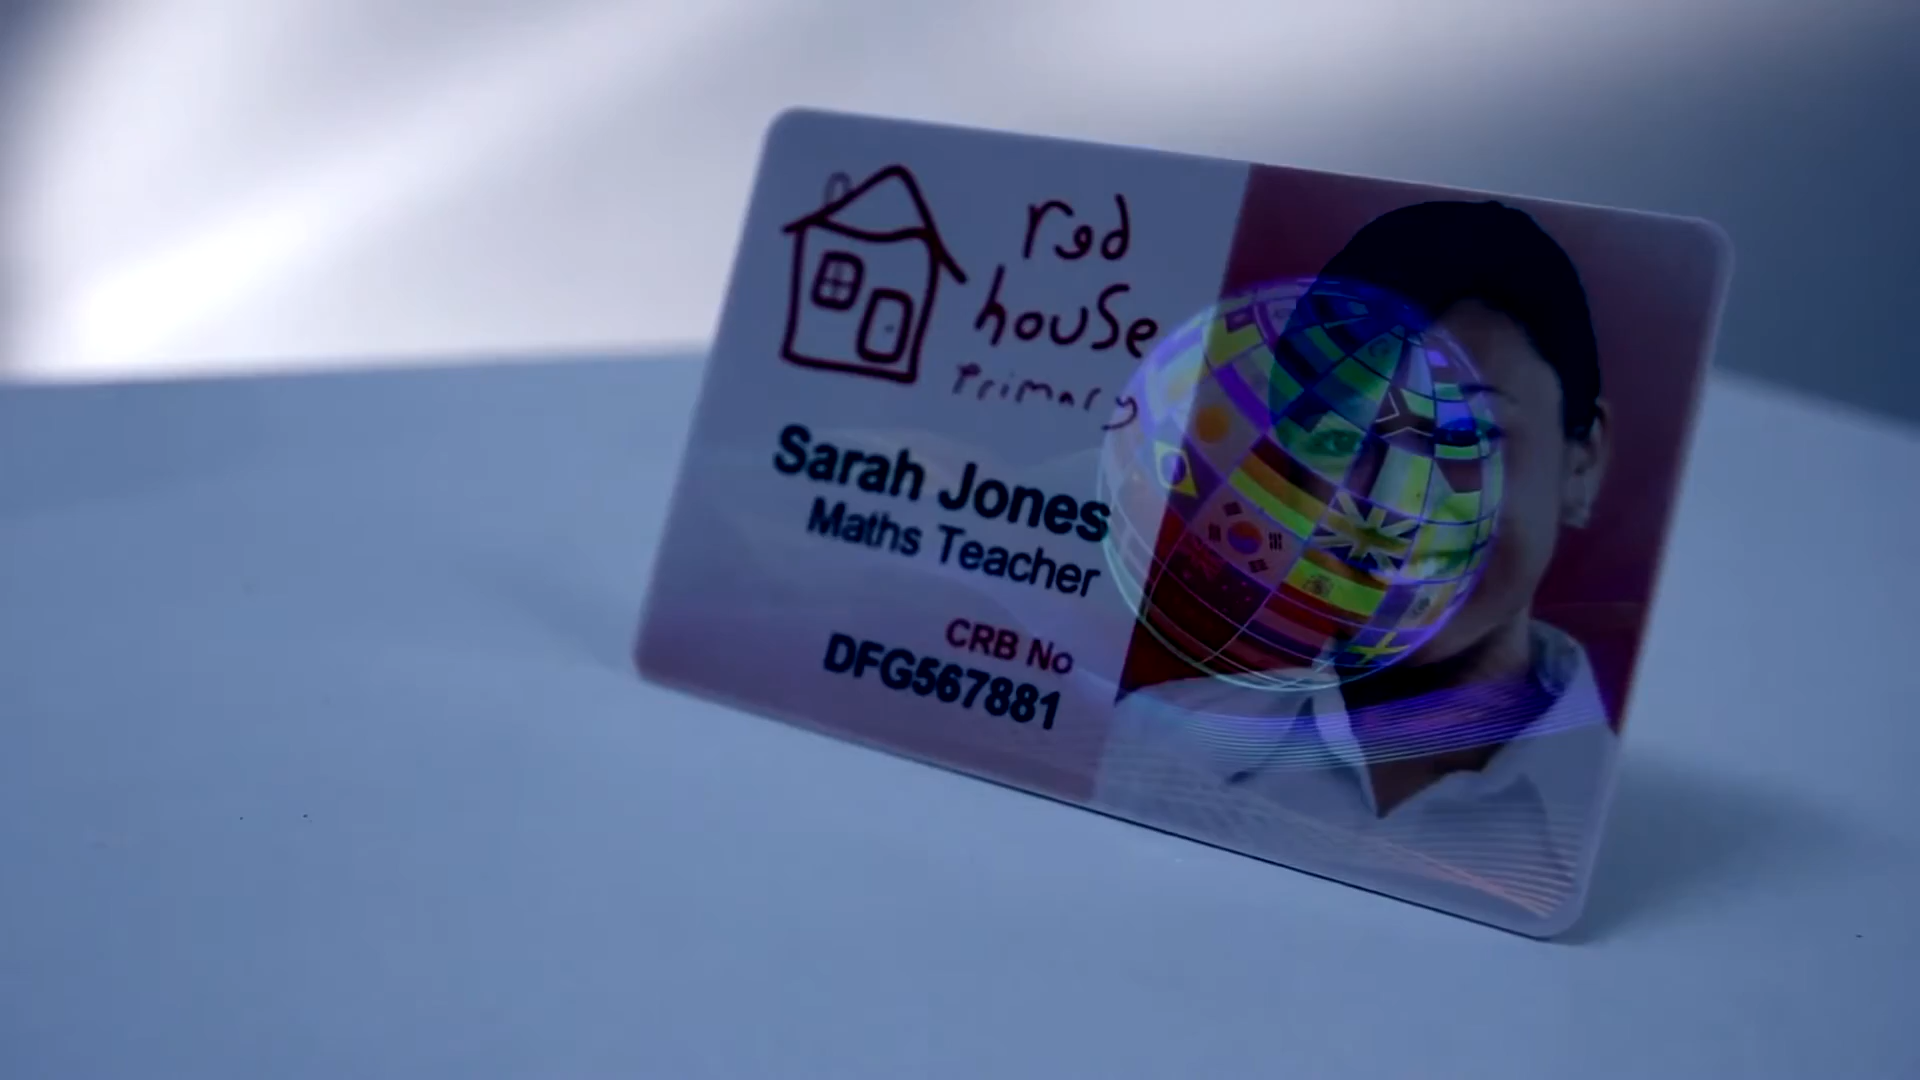 red
house
Primary
Sarah Jones
Maths Teacher
CRB No
DFG567881